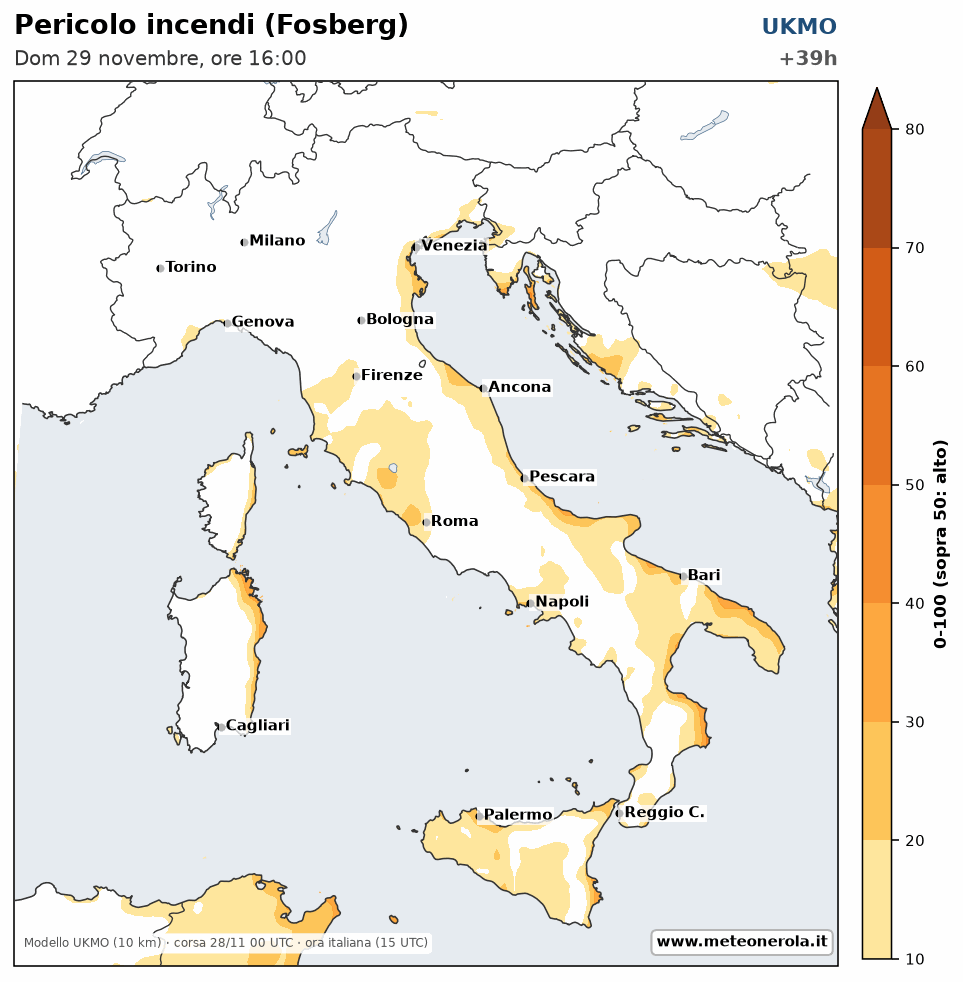 Pericolo incendi (Fosberg)
UKMO
Dom 29 novembre, ore 16:00
+39h
80
70
60
50
40
30
20
10
0-100 (sopra 50: alto)
Milano
Venezia
Torino
Genova
Bologna
Firenze
Ancona
Pescara
Roma
Bari
Napoli
Cagliari
Palermo
Reggio C.
Modello UKMO (10 km) · corsa 28/11 00 UTC · ora italiana (15 UTC)
www.meteonerola.it